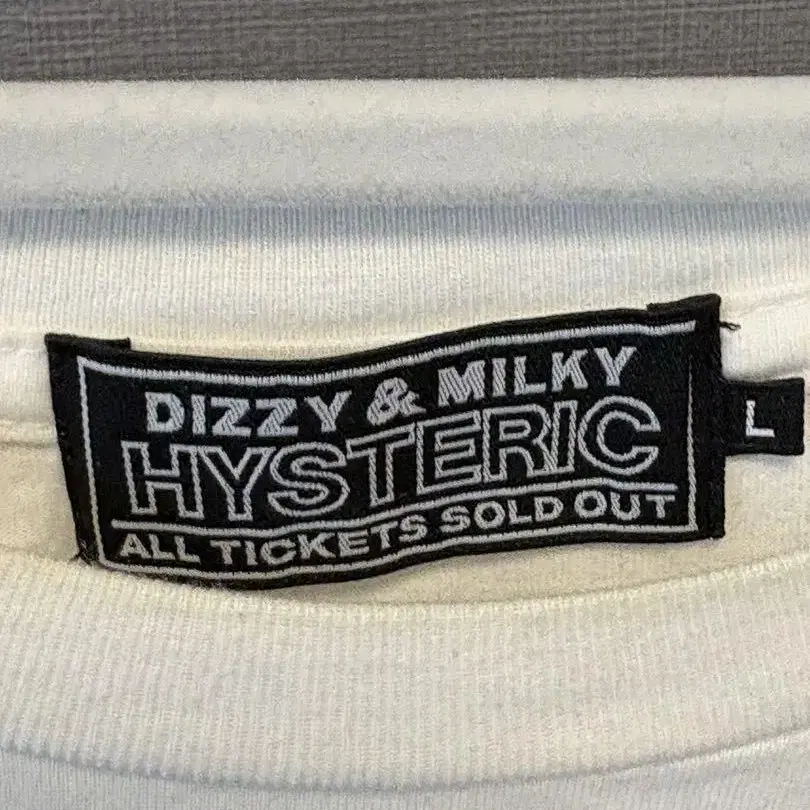 DIZZY & MILKY
HYSTERIC
ALL TICKETS SOLD OUT
L